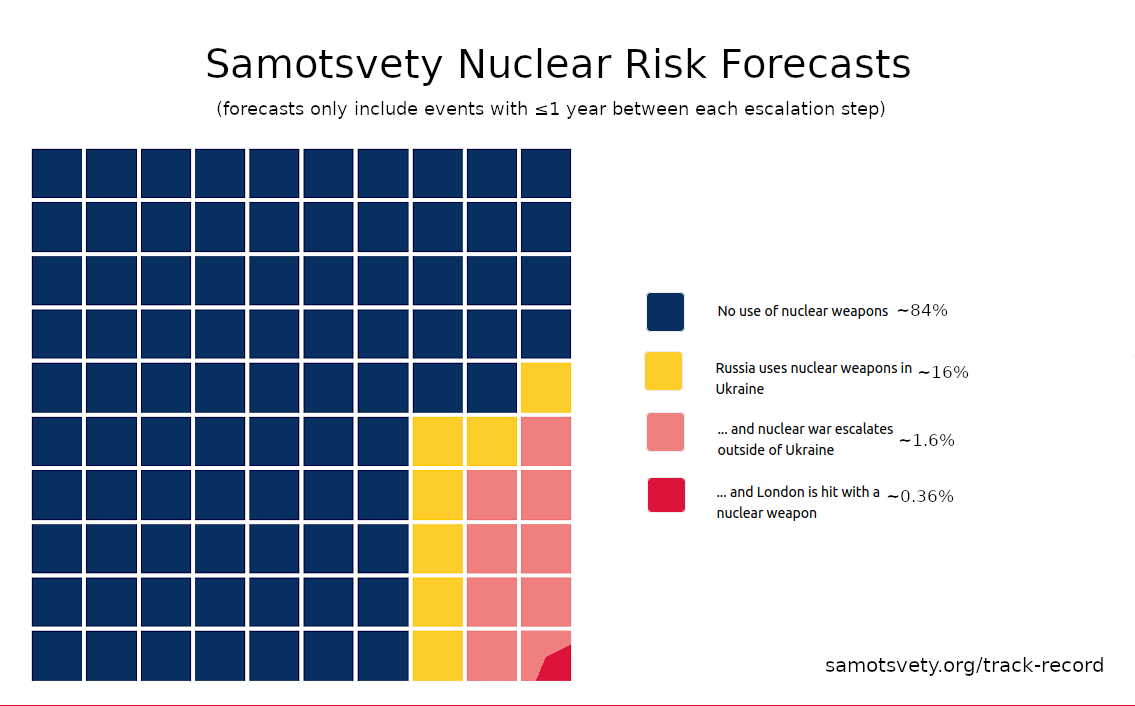 Samotsvety Nuclear Risk Forecasts
(forecasts only include events with ≤1 year between each escalation step)
No use of nuclear weapons ~84%
Russia uses nuclear weapons in ~16%
Ukraine
... and nuclear war escalates ~1.6%
outside of Ukraine
... and London is hit with a ~0.36%
nuclear weapon
samotsvety.org/track-record